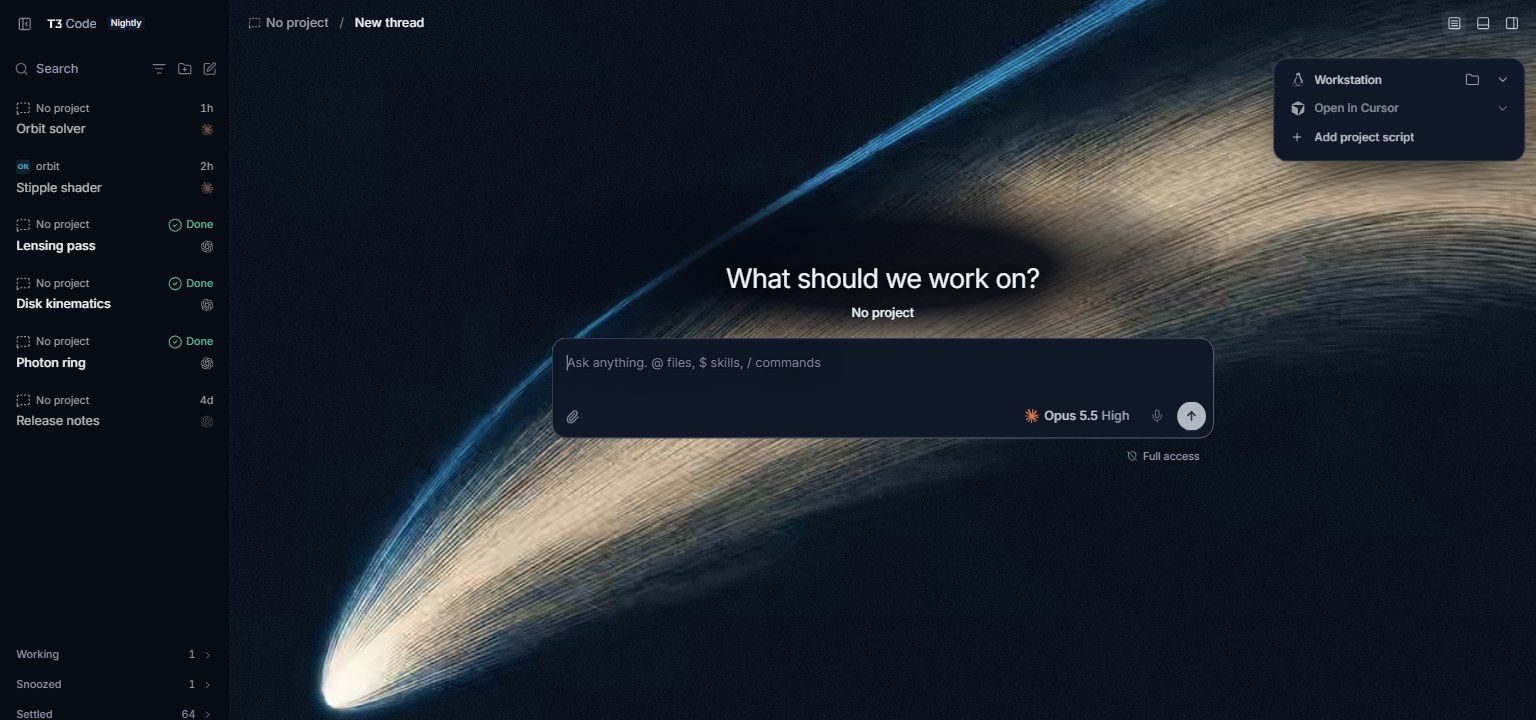 T3 Code Nightly
No project / New thread
Search
No project 1h
Orbit solver
OR orbit 2h
Stipple shader
No project Done
Lensing pass
No project Done
Disk kinematics
No project Done
Photon ring
No project 4d
Release notes
Working 1
Snoozed 1
Settled 64
Workstation
Open in Cursor
Add project script
What should we work on?
No project
Ask anything. @ files, $ skills, / commands
Opus 5.5 High
Full access